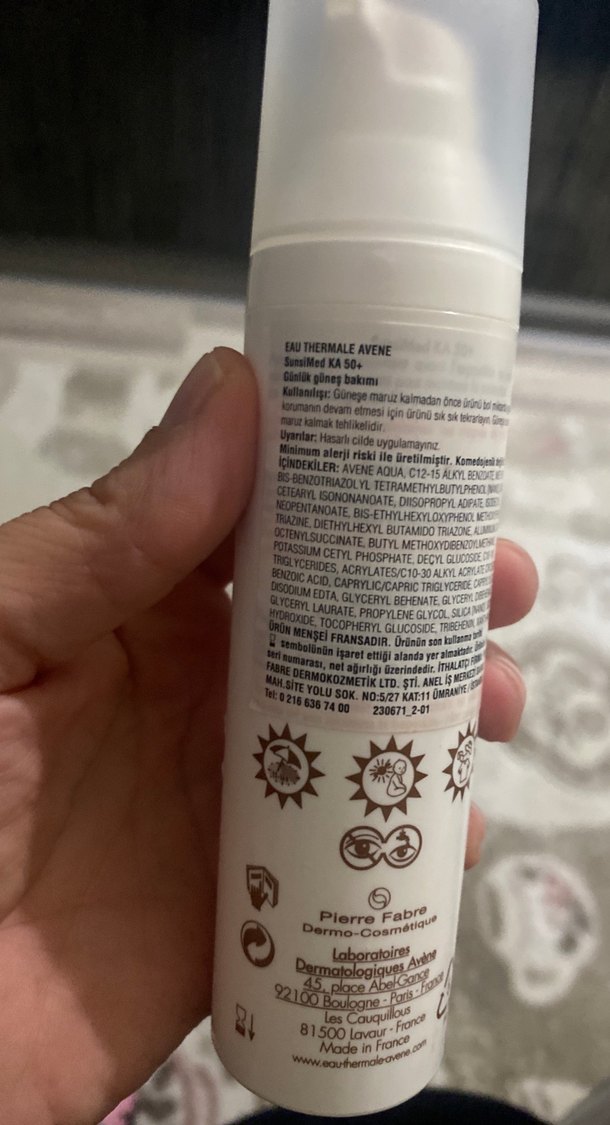 EAU THERMALE AVENE
SunsiMed KA 50+
Günlük güneş bakımı
Kullanılışı: Güneşe maruz kalmadan önce ürünü bol
korumanın devam etmesi için ürünü sık sık tekrarlayın.
maruz kalmak tehlikelidir.
Uyarılar: Hasarlı cilde uygulamayınız.
Minimum alerji riski ile üretilmiştir. Komedojenik
İÇİNDEKİLER: AVENE AQUA, C12-15 ALKYL BENZOATE,
BIS-BENZOTRIAZOLYL TETRAMETHYLBUTYLPHENOL
CETEARYL ISONONANOATE, DIISOPROPYL ADIPATE,
NEOPENTANOATE, BIS-ETHYLHEXYLOXYPHENOL
TRIAZINE, DIETHYLHEXYL BUTAMIDO TRIAZONE,
OCTENYLSUCCINATE, BUTYL
POTASSIUM CETYL PHOSPHATE, DECYL GLUCOSIDE,
TRIGLYCERIDES, ACRYLATES/C10-30 ALKYL ACRYLATE
BENZOIC ACID, CAPRYLIC/CAPRIC TRIGLYCERIDE,
DISODIUM EDTA, GLYCERYL BEHENATE, GLYCERYL
GLYCERYL LAURATE, PROPYLENE GLYCOL, SILICA
HYDROXIDE, TOCOPHERYL GLUCOSIDE, TRIBEHENIN,
ÜRÜN MENŞEİ FRANSADIR. Ürünün son kullanma tarihi
sembolünün işaret ettiği alanda yer almaktadır.
seri numarası, net ağırlığı üzerindedir. İTHALATÇI
FABRE DERMOKOZMETİK LTD. ŞTİ. ANEL İŞ MERKEZİ
MAH.SİTE YOLU SOK. NO:5/27 KAT:11 ÜMRANİYE /
Tel: 0 216 636 74 00 230671_2-01
Pierre Fabre
Dermo-Cosmétique
Laboratoires
Dermatologiques Avène
45, place Abel-Gance
92100 Boulogne - Paris - France
Les Cauquillous
81500 Lavaur - France
Made in France
www.eau-thermale-avene.com